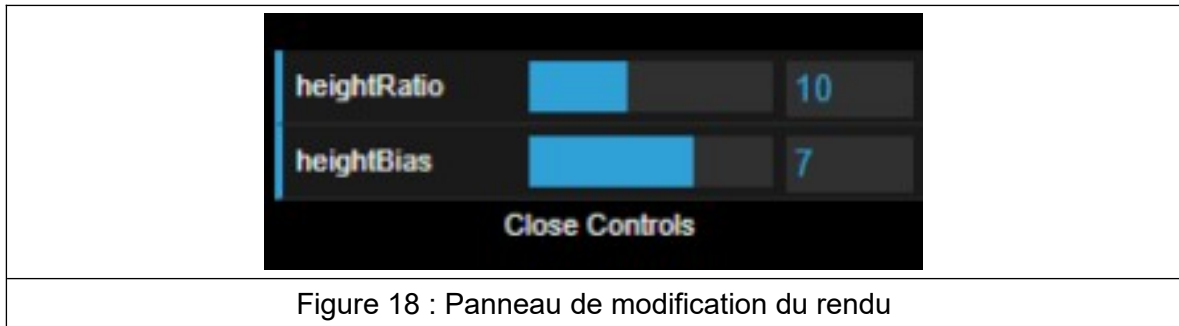 heightRatio 10
heightBias 7
Close Controls
Figure 18 : Panneau de modification du rendu